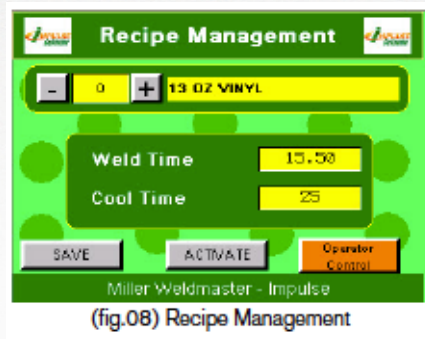 Recipe Management
- 0 + 13 OZ VINYL
Weld Time 15.50
Cool Time 25
SAVE ACTIVATE Operator Control
Miller Weldmaster - Impulse
(fig.08) Recipe Management